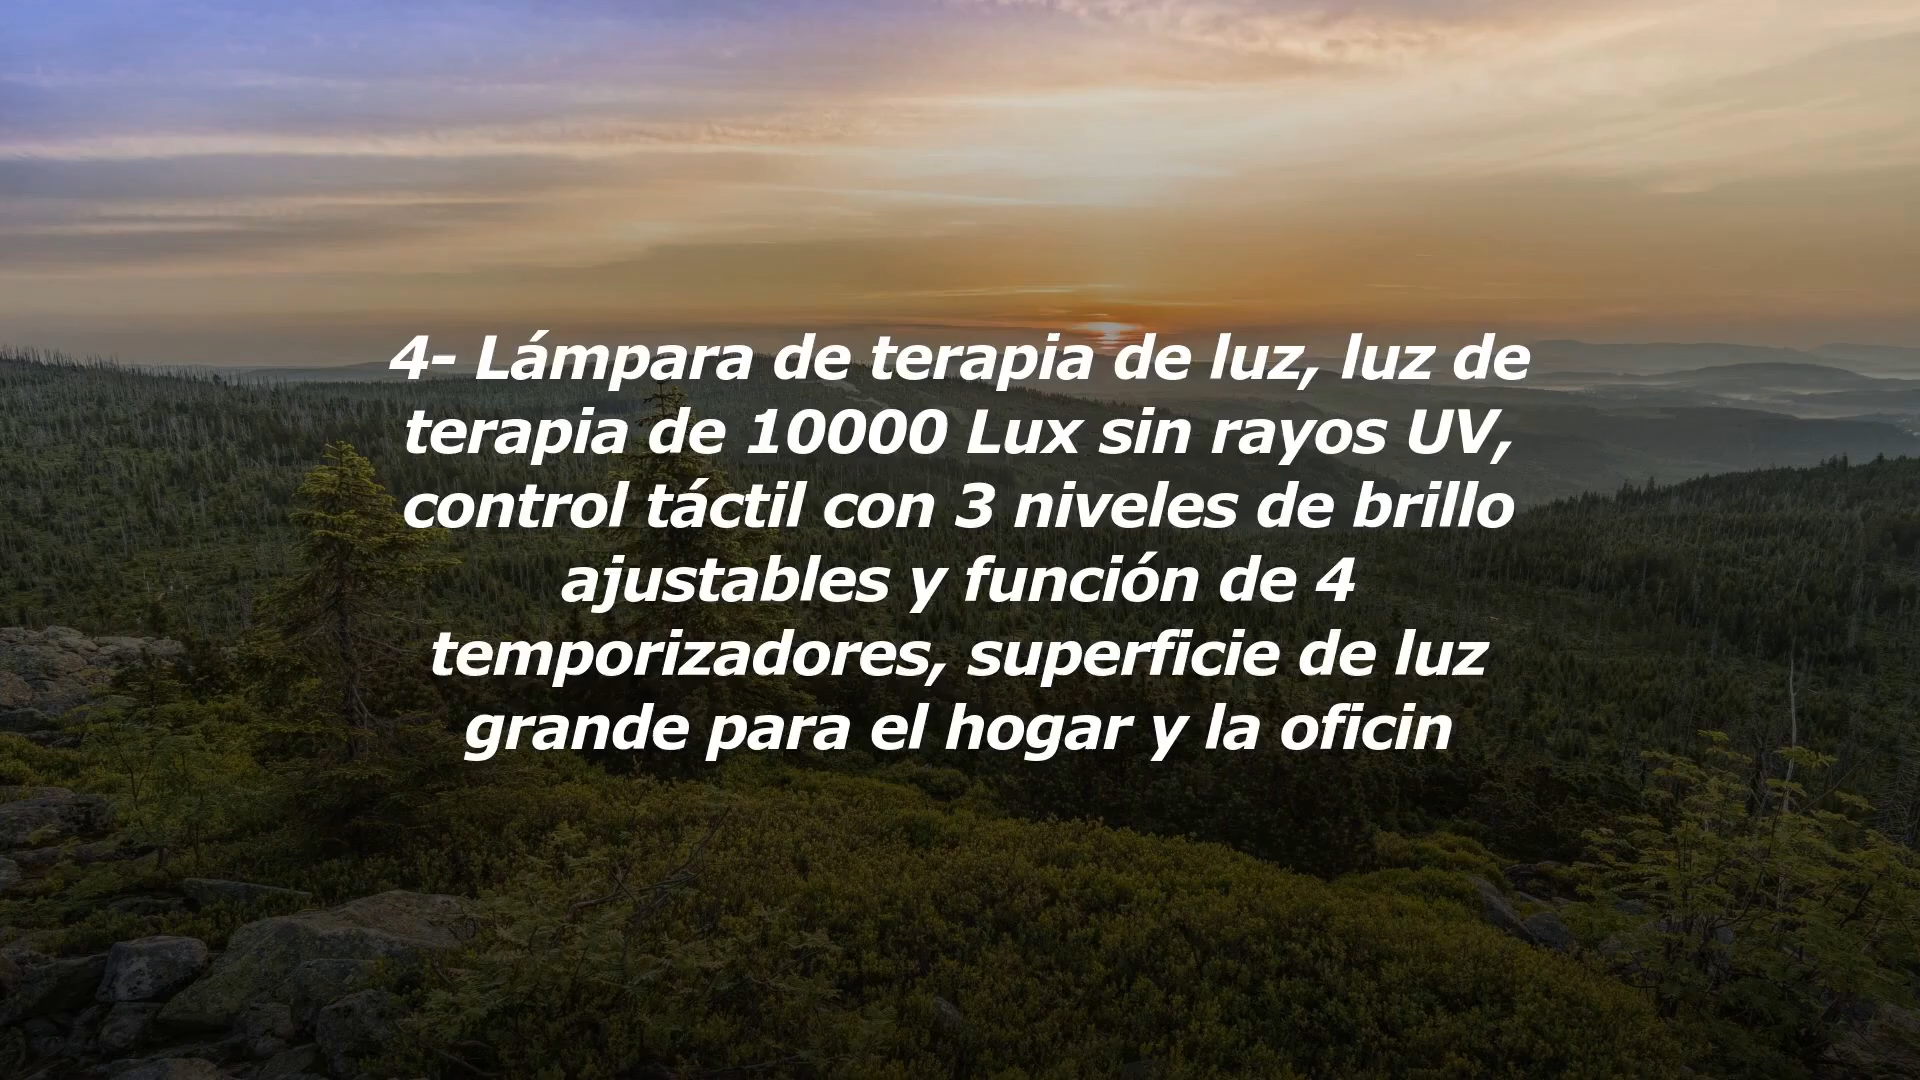 4- Lámpara de terapia de luz, luz de
terapia de 10000 Lux sin rayos UV,
control táctil con 3 niveles de brillo
ajustables y función de 4
temporizadores, superficie de luz
grande para el hogar y la oficin